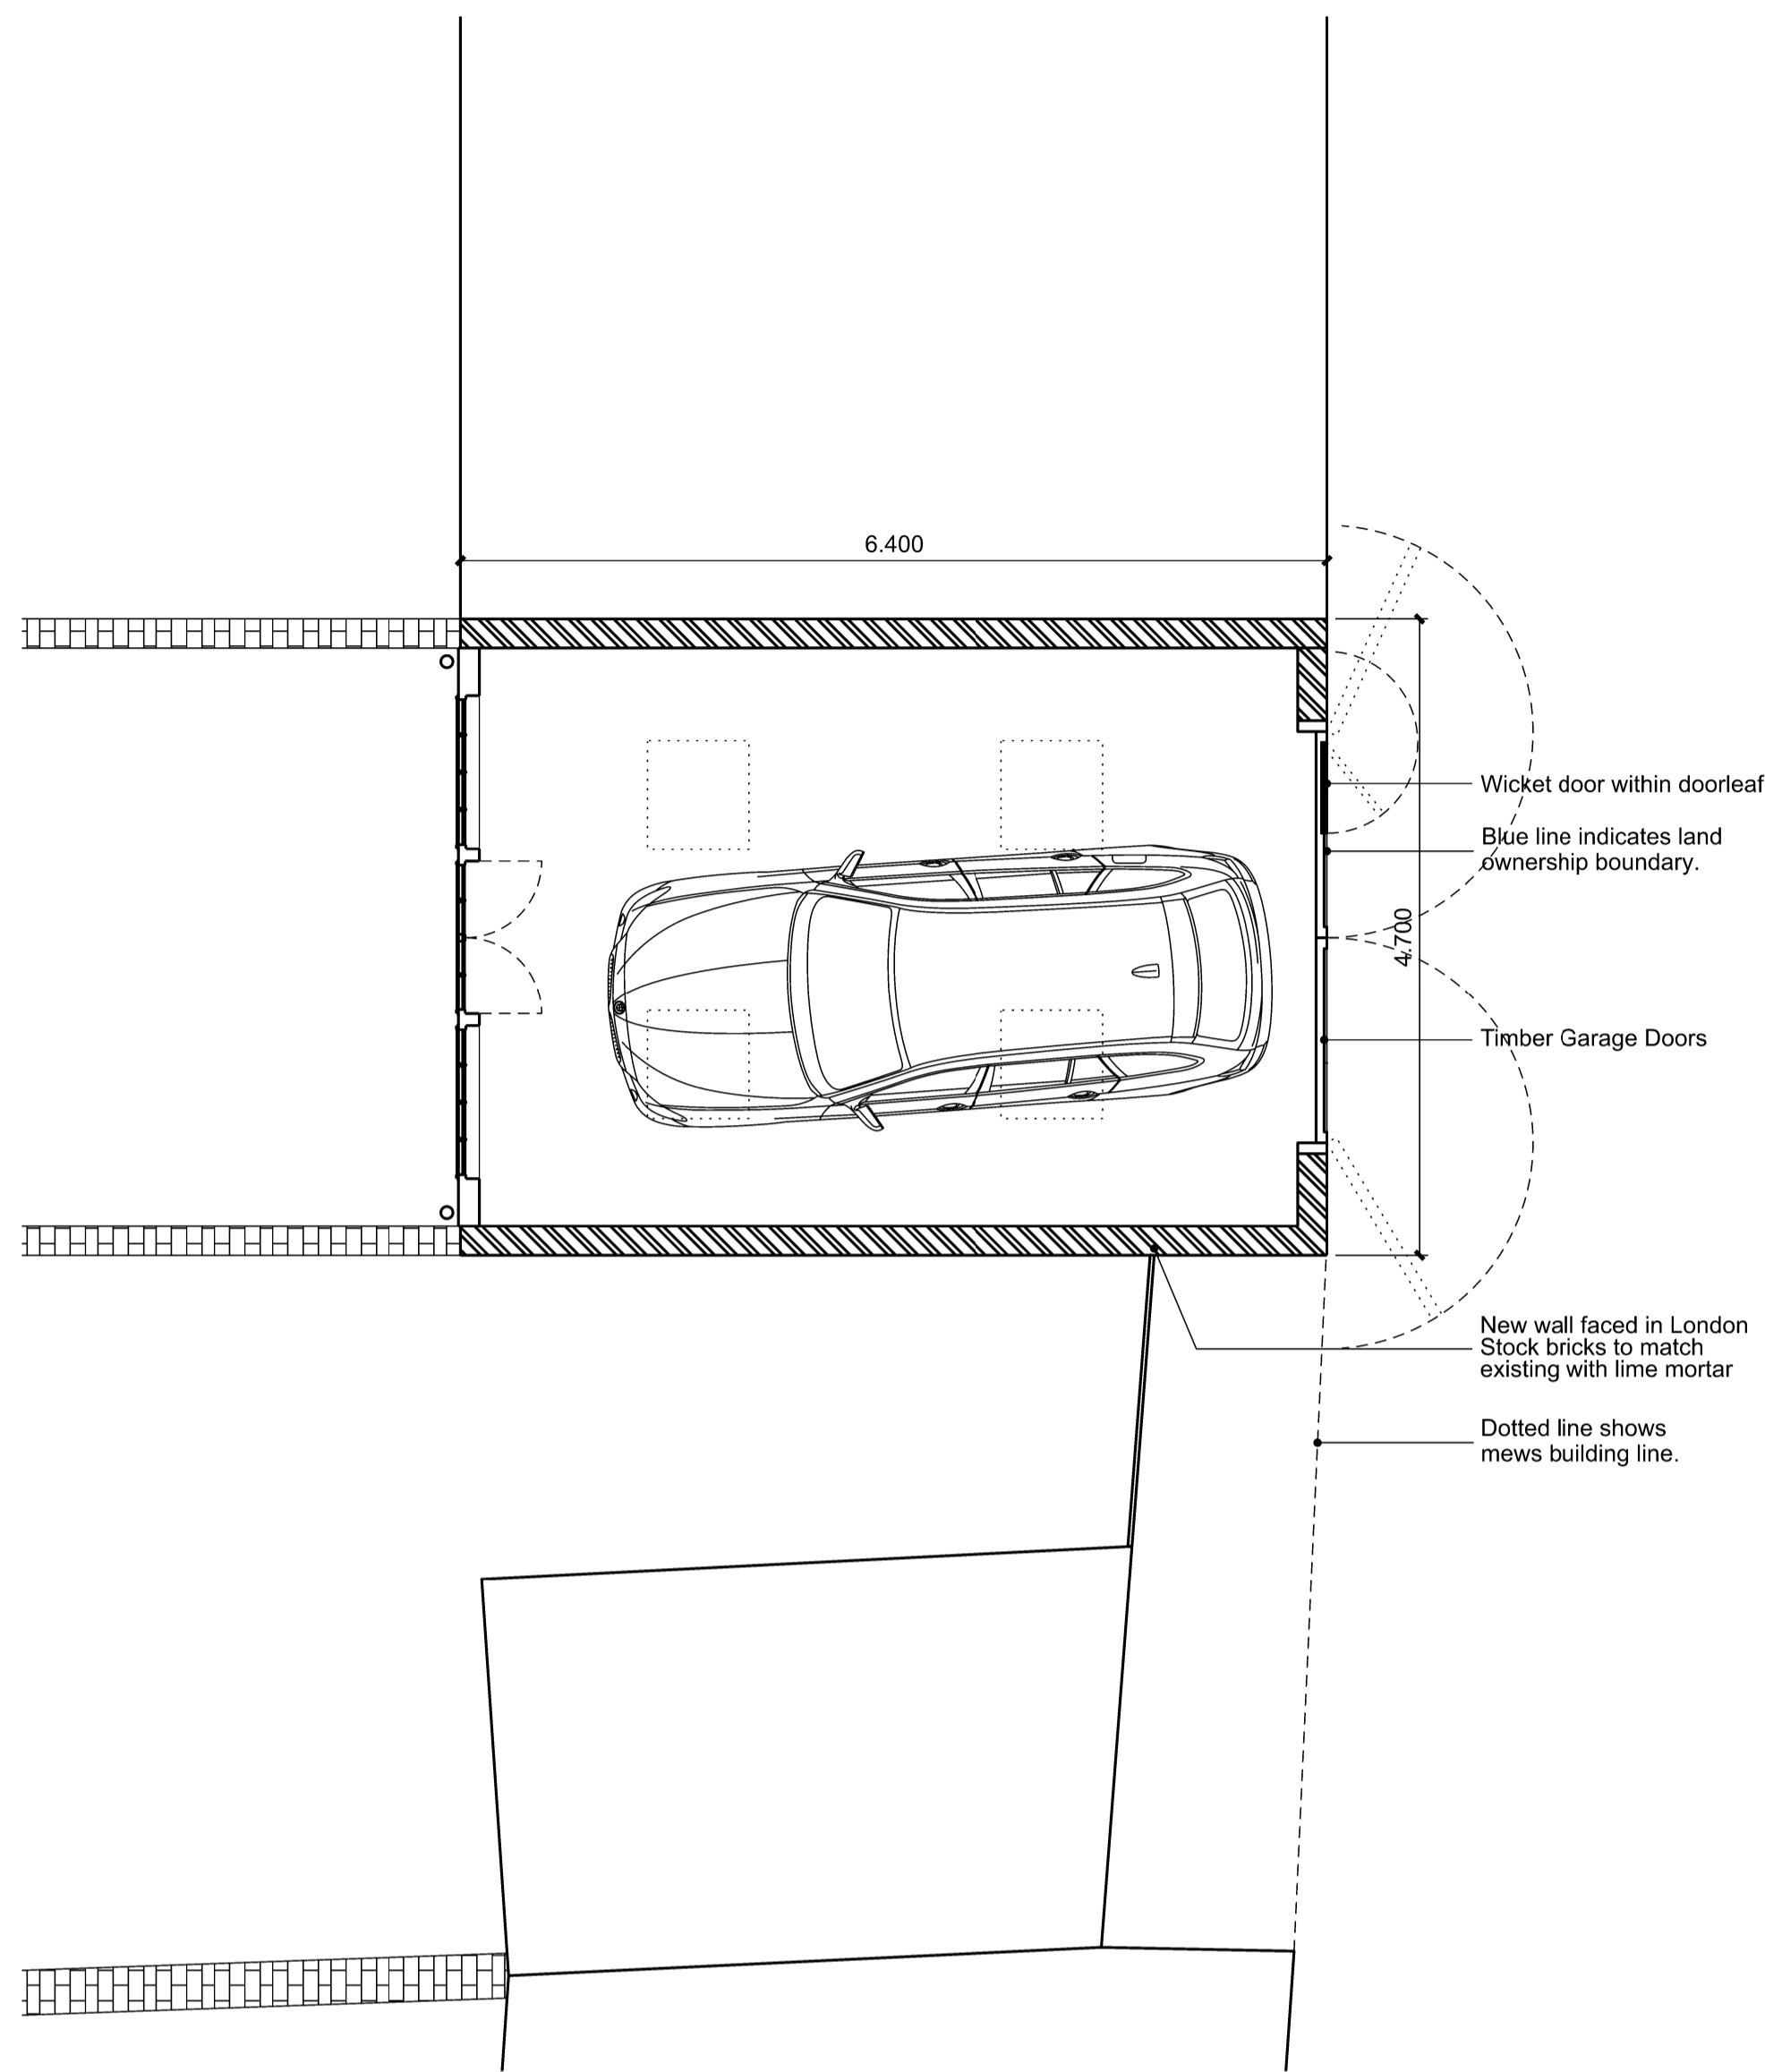 6.400
Wicket door within doorleaf
Blue line indicates land
ownership boundary.
4.700
Timber Garage Doors
New wall faced in London
Stock bricks to match
existing with lime mortar
Dotted line shows
mews building line.